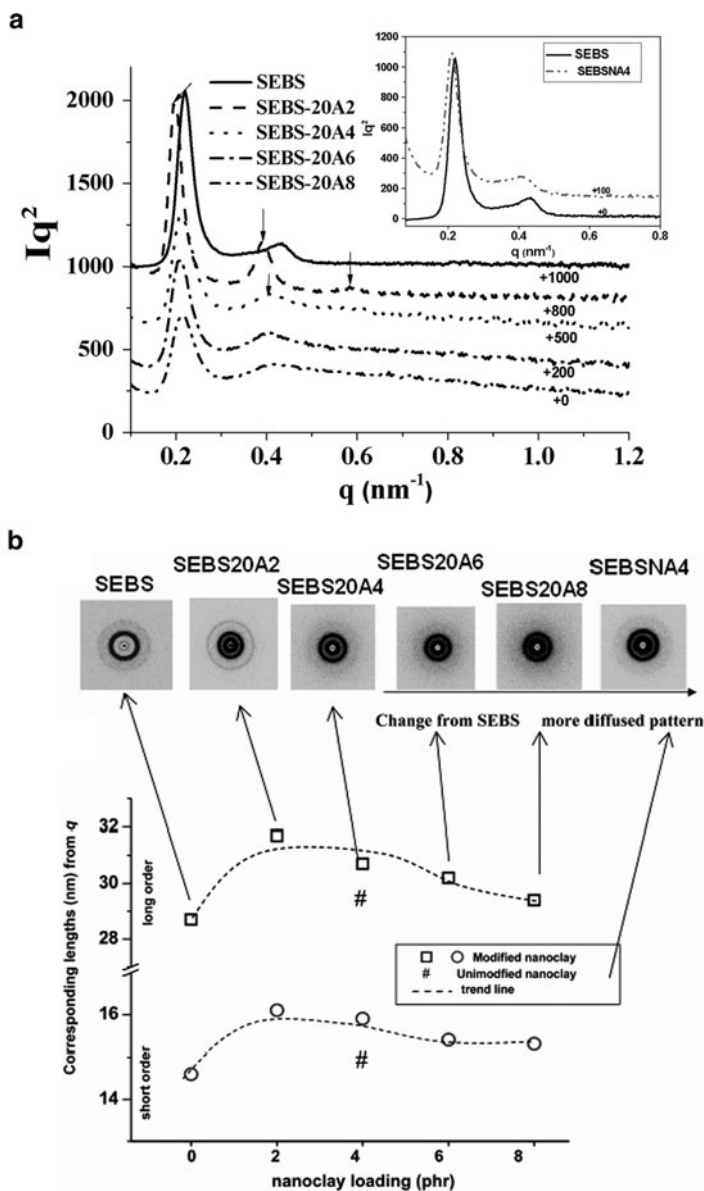 a
SEBS
SEBS-20A2
SEBS-20A4
SEBS-20A6
SEBS-20A8
2000
1500
1000
500
0
Iq²
+1000
+800
+500
+200
+0
0.2 0.4 0.6 0.8 1.0 1.2
q (nm⁻¹)
1200
1000
800
600
400
200
0
Iq²
SEBS
SEBSNA4
+100
+0
0.2 0.4 0.6 0.8
q (nm⁻¹)
b
SEBS SEBS20A2 SEBS20A4 SEBS20A6 SEBS20A8 SEBSNA4
Change from SEBS more diffused pattern
Corresponding lengths (nm) from q
long order
short order
32
30
28
16
14
#
#
Modified nanoclay
# Unimodfied nanoclay
trend line
0 2 4 6 8
nanoclay loading (phr)